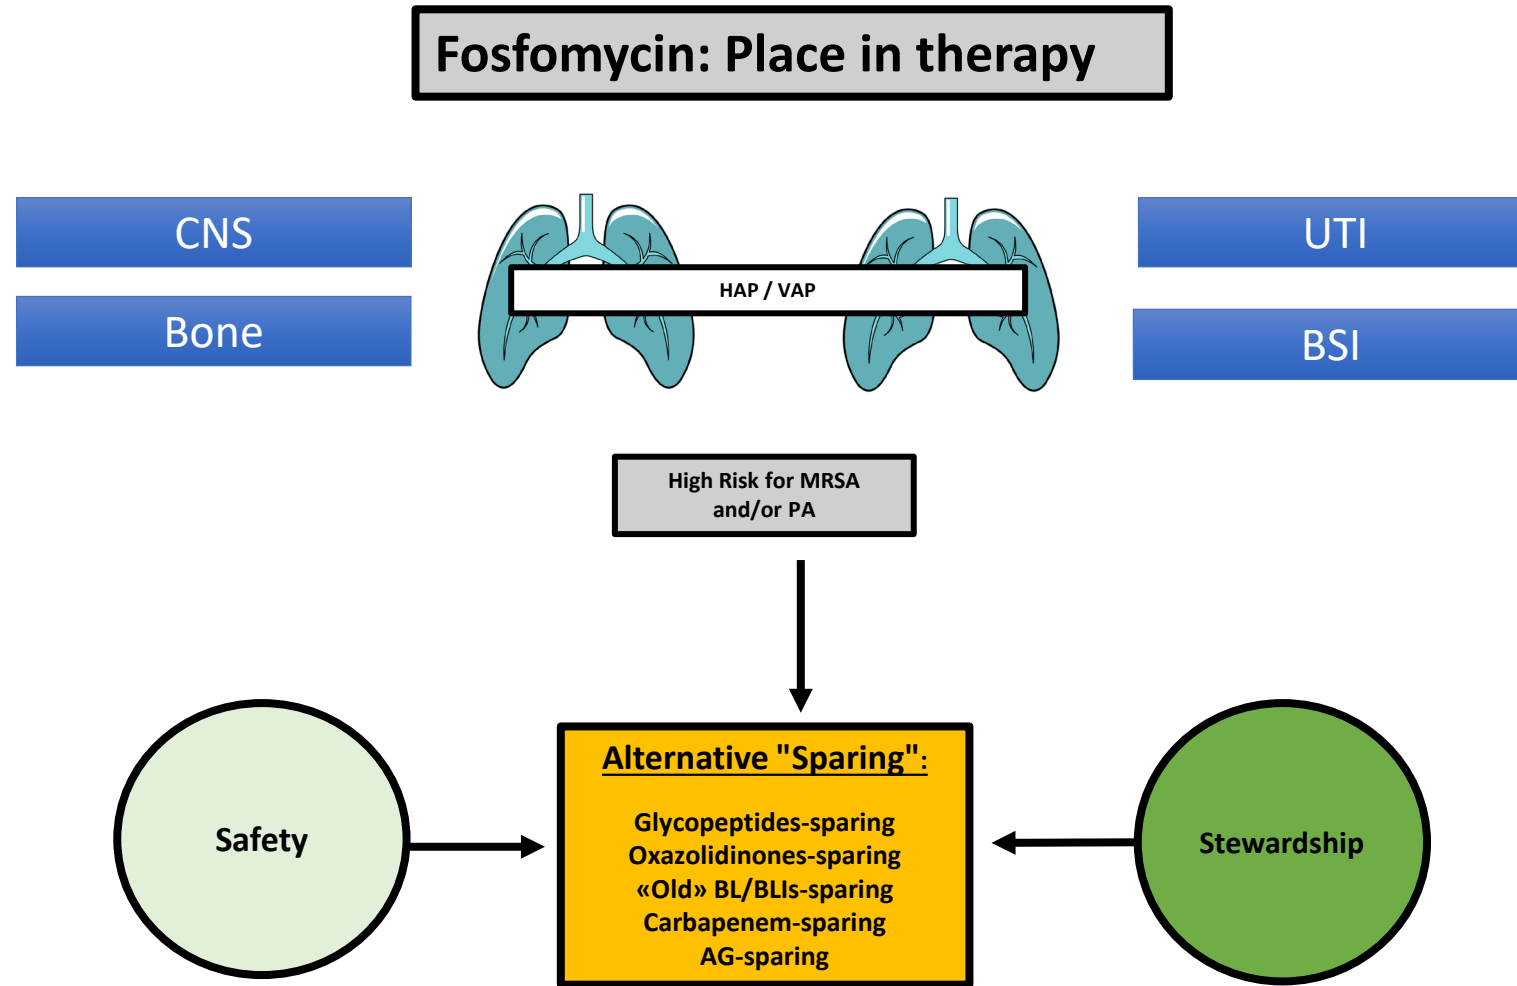 Fosfomycin: Place in therapy
CNS
Bone
HAP / VAP
UTI
BSI
High Risk for MRSA
and/or PA
Safety
Alternative "Sparing":
Glycopeptides-sparing
Oxazolidinones-sparing
«Old» BL/BLIs-sparing
Carbapenem-sparing
AG-sparing
Stewardship